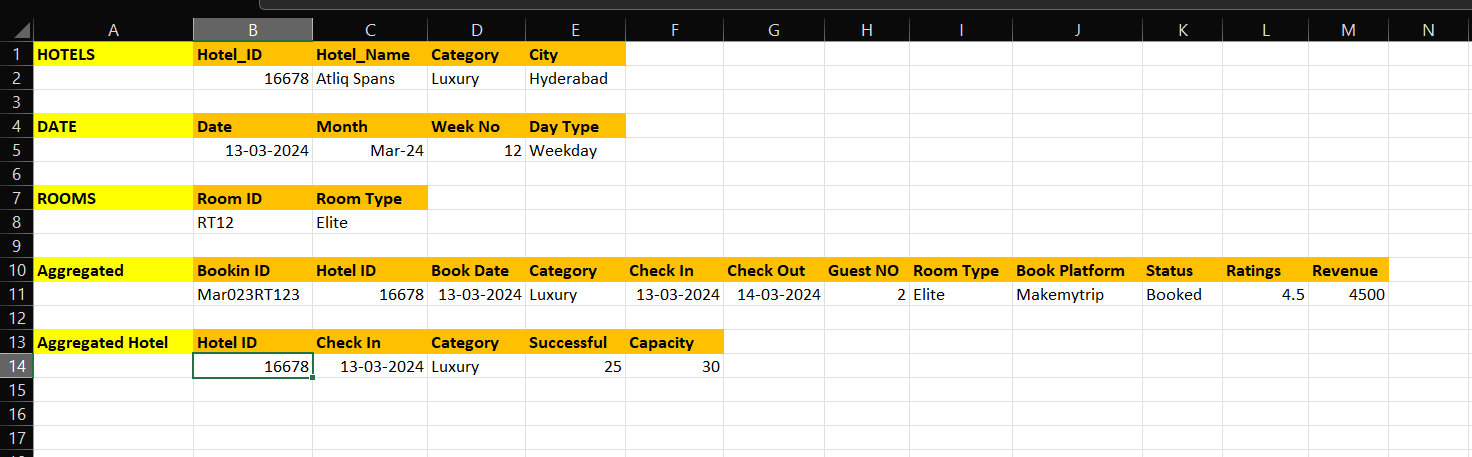 A B C D E F G H I J K L M N
1 HOTELS Hotel_ID Hotel_Name Category City
2 16678 Atliq Spans Luxury Hyderabad
3
4 DATE Date Month Week No Day Type
5 13-03-2024 Mar-24 12 Weekday
6
7 ROOMS Room ID Room Type
8 RT12 Elite
9
10 Aggregated Bookin ID Hotel ID Book Date Category Check In Check Out Guest NO Room Type Book Platform Status Ratings Revenue
11 Mar023RT123 16678 13-03-2024 Luxury 13-03-2024 14-03-2024 2 Elite Makemytrip Booked 4.5 4500
12
13 Aggregated Hotel Hotel ID Check In Category Successful Capacity
14 16678 13-03-2024 Luxury 25 30
15
16
17